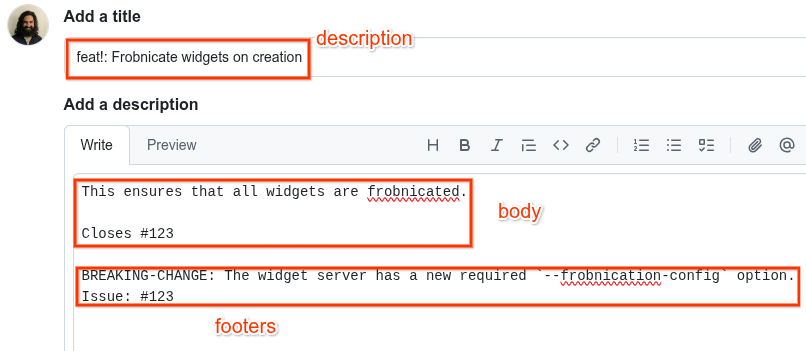 Add a title
description
feat!: Frobnicate widgets on creation
Add a description
Write Preview
This ensures that all widgets are frobnicated.
body
Closes #123
BREAKING-CHANGE: The widget server has a new required `--frobnication-config` option.
Issue: #123
footers